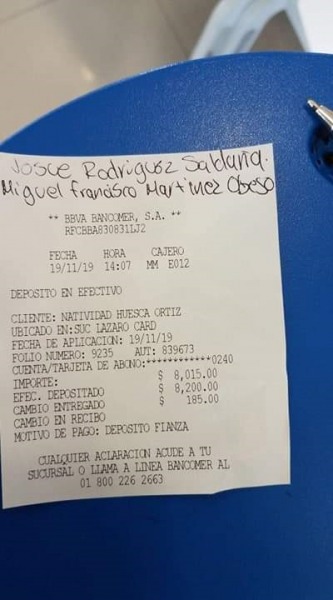 Josue Rodriguez Saldaña.
Miguel francisco Martinez Obeso
** BBVA BANCOMER, S.A. **
RFCBBA830831LJ2
FECHA HORA CAJERO
19/11/19 14:07 MM E012
DEPOSITO EN EFECTIVO
CLIENTE: NATIVIDAD HUESCA ORTIZ
UBICADO EN:SUC LAZARO CARD
FECHA DE APLICACION: 19/11/19
FOLIO NUMERO: 9235 AUT: 839673
CUENTA/TARJETA DE ABONO:************0240
IMPORTE: $ 8,015.00
EFEC. DEPOSITADO $ 8,200.00
CAMBIO ENTREGADO $ 185.00
CAMBIO EN RECIBO
MOTIVO DE PAGO: DEPOSITO FIANZA
CUALQUIER ACLARACION ACUDE A TU
SUCURSAL O LLAMA A LINEA BANCOMER AL
01 800 226 2663